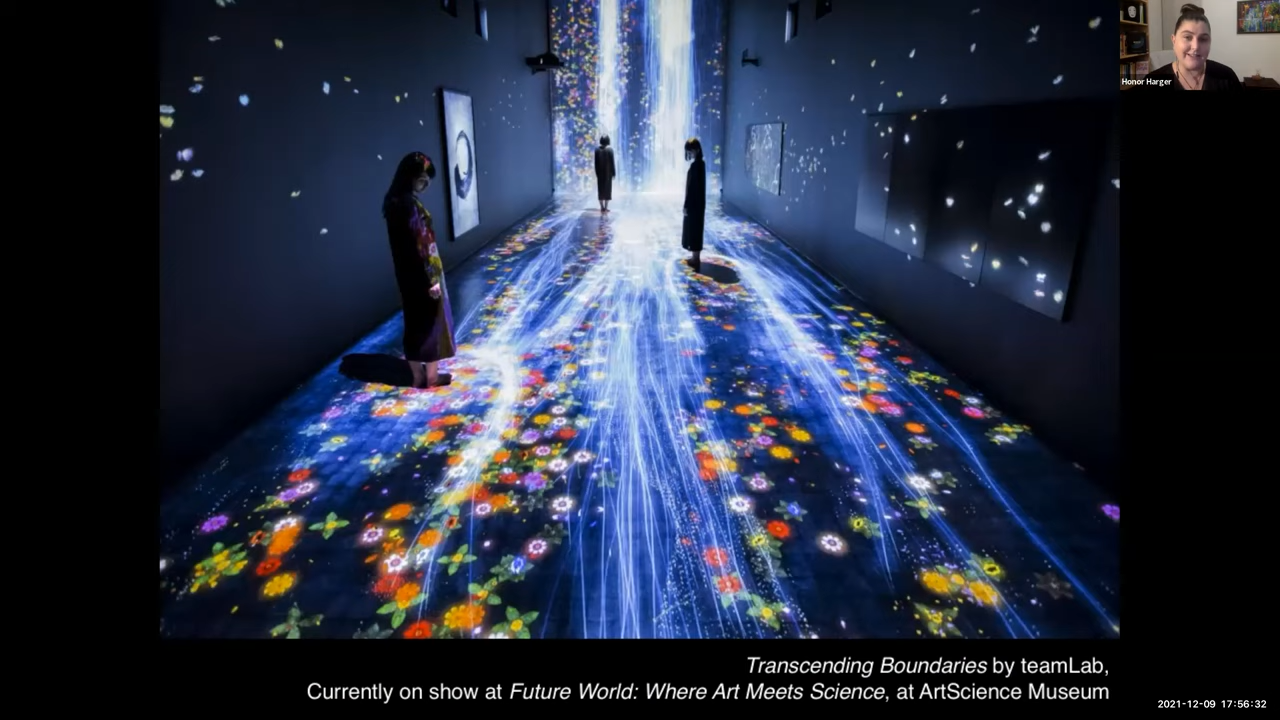 Honor Harger
Transcending Boundaries by teamLab,
Currently on show at Future World: Where Art Meets Science, at ArtScience Museum
2021-12-09 17:56:32